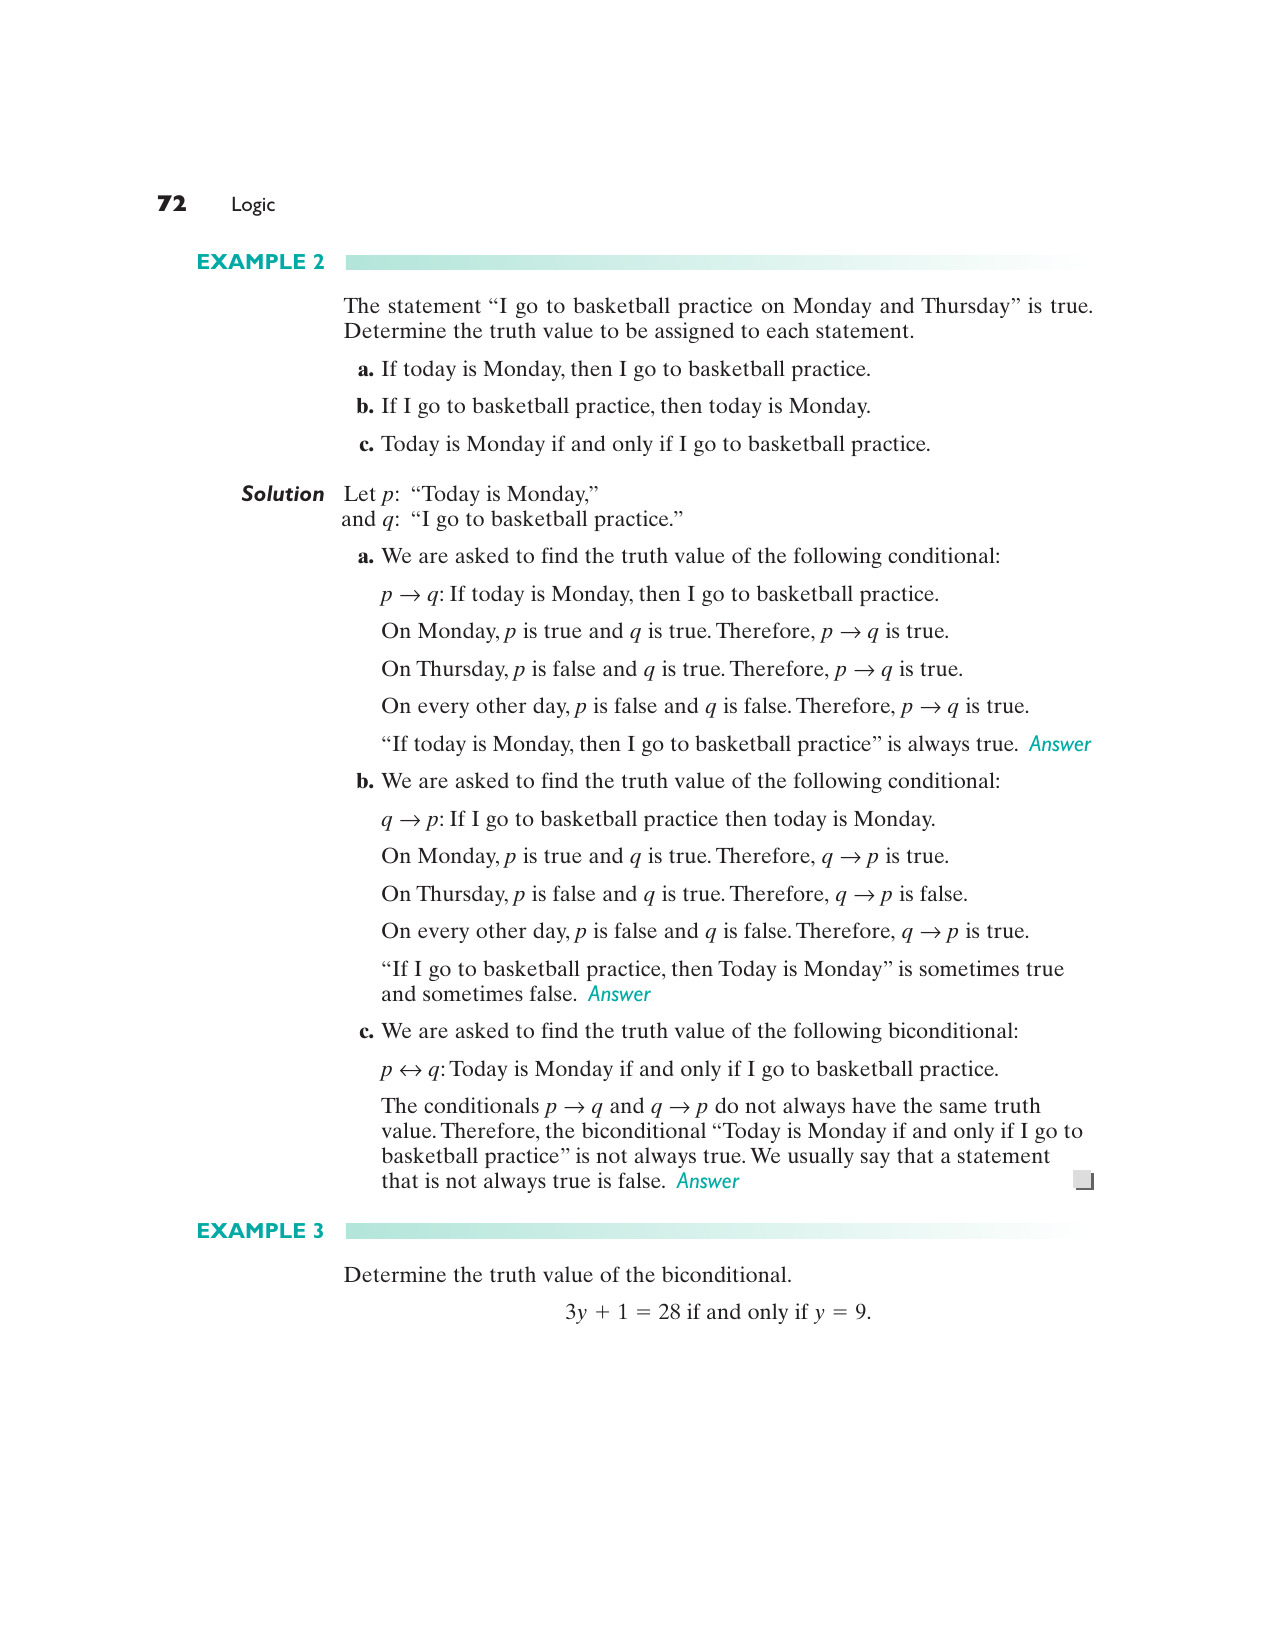 72 Logic
EXAMPLE 2
The statement “I go to basketball practice on Monday and Thursday” is true.
Determine the truth value to be assigned to each statement.
a. If today is Monday, then I go to basketball practice.
b. If I go to basketball practice, then today is Monday.
c. Today is Monday if and only if I go to basketball practice.
Solution Let p: “Today is Monday,”
and q: “I go to basketball practice.”
a. We are asked to find the truth value of the following conditional:
p → q: If today is Monday, then I go to basketball practice.
On Monday, p is true and q is true. Therefore, p → q is true.
On Thursday, p is false and q is true. Therefore, p → q is true.
On every other day, p is false and q is false. Therefore, p → q is true.
“If today is Monday, then I go to basketball practice” is always true. Answer
b. We are asked to find the truth value of the following conditional:
q → p: If I go to basketball practice then today is Monday.
On Monday, p is true and q is true. Therefore, q → p is true.
On Thursday, p is false and q is true. Therefore, q → p is false.
On every other day, p is false and q is false. Therefore, q → p is true.
“If I go to basketball practice, then Today is Monday” is sometimes true
and sometimes false. Answer
c. We are asked to find the truth value of the following biconditional:
p ↔ q: Today is Monday if and only if I go to basketball practice.
The conditionals p → q and q → p do not always have the same truth
value. Therefore, the biconditional “Today is Monday if and only if I go to
basketball practice” is not always true. We usually say that a statement
that is not always true is false. Answer
EXAMPLE 3
Determine the truth value of the biconditional.
3y + 1 = 28 if and only if y = 9.